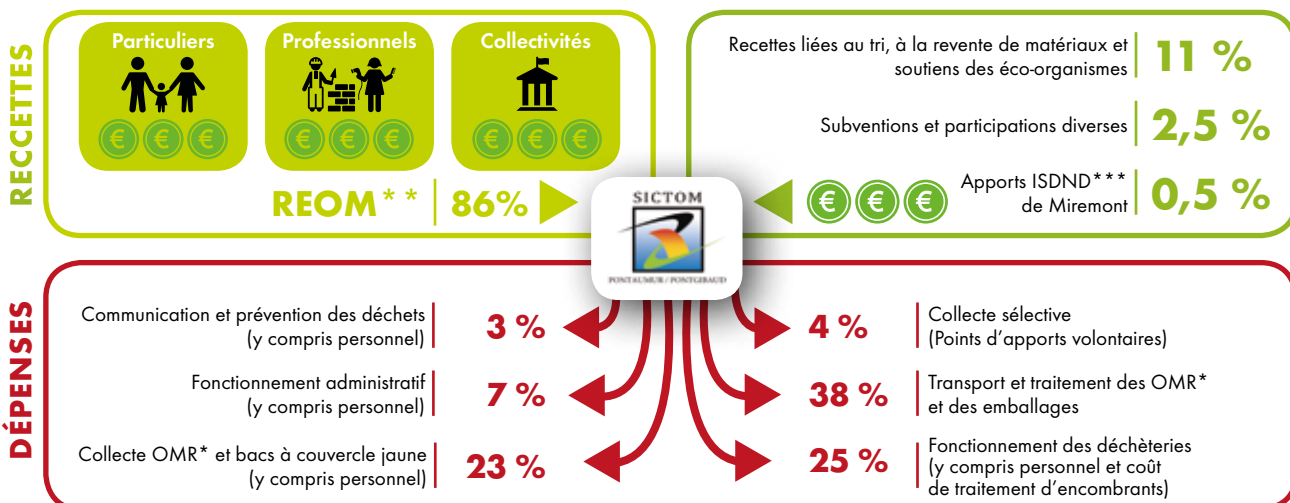 RECCETTES
Particuliers
Professionnels
Collectivités
€ € €
€ € €
€ € €
REOM** 86%
Recettes liées au tri, à la revente de matériaux et
soutiens des éco-organismes
11 %
Subventions et participations diverses
2,5 %
€ € €
Apports ISDND***
de Miremont
0,5 %
SICTOM
PONTAUMUR / PONTGIBAUD
DÉPENSES
Communication et prévention des déchets
(y compris personnel)
3 %
Fonctionnement administratif
(y compris personnel)
7 %
Collecte OMR* et bacs à couvercle jaune
(y compris personnel)
23 %
4 %
Collecte sélective
(Points d'apports volontaires)
38 %
Transport et traitement des OMR*
et des emballages
25 %
Fonctionnement des déchèteries
(y compris personnel et coût
de traitement d'encombrants)